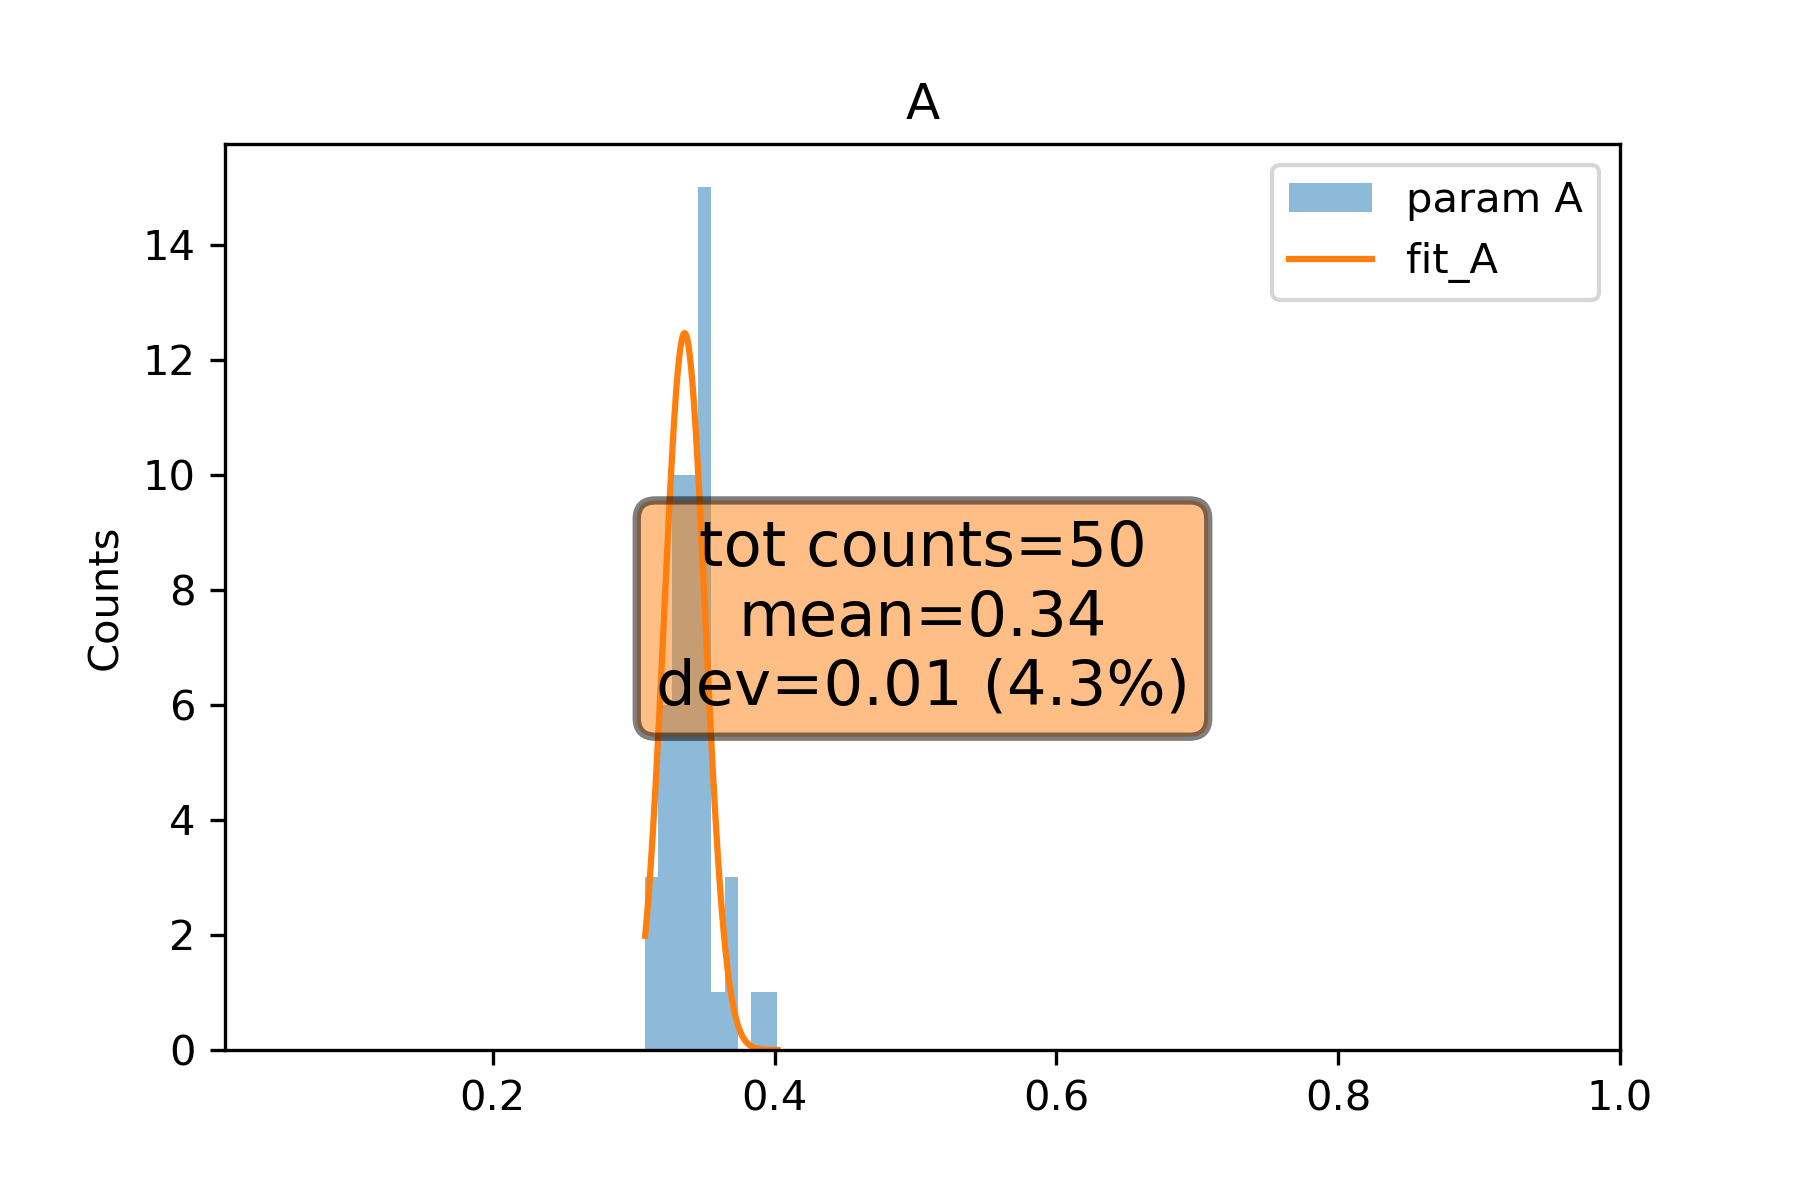 A
param A
fit_A
14
12
10
8
6
4
2
0
Counts
tot counts=50
mean=0.34
dev=0.01 (4.3%)
0.2 0.4 0.6 0.8 1.0